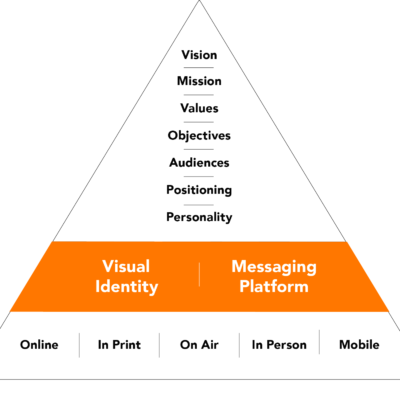 Vision
Mission
Values
Objectives
Audiences
Positioning
Personality
Visual Identity
Messaging Platform
Online
In Print
On Air
In Person
Mobile